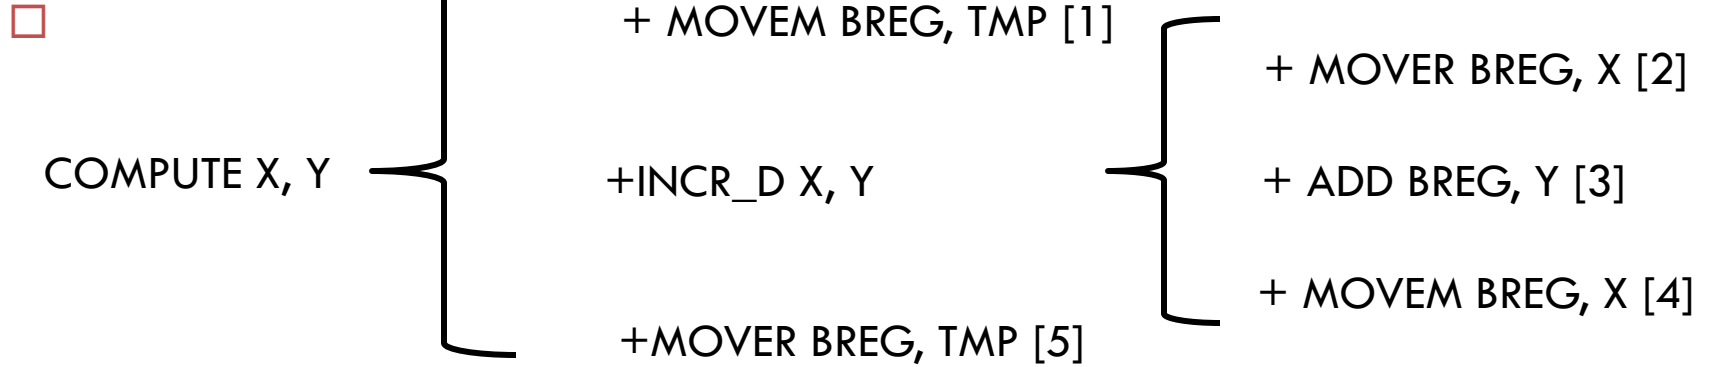 + MOVEM BREG, TMP [1]
+ MOVER BREG, X [2]
COMPUTE X, Y
+INCR_D X, Y
+ ADD BREG, Y [3]
+ MOVEM BREG, X [4]
+MOVER BREG, TMP [5]